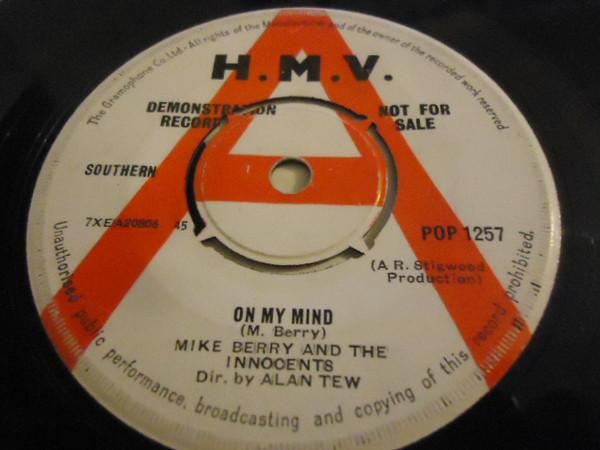 The Gramophone Co.Ltd.-All rights of the Manufacturer and of the owner of the recorded work reserved
H.M.V.
DEMONSTRATION
RECORD
NOT FOR
SALE
SOUTHERN
7XEA20806 45
POP 1257
(A R. Stigwood
Production)
ON MY MIND
(M. Berry)
MIKE BERRY AND THE
INNOCENTS
Dir. by ALAN TEW
Unauthorised public performance, broadcasting and copying of this record prohibited.